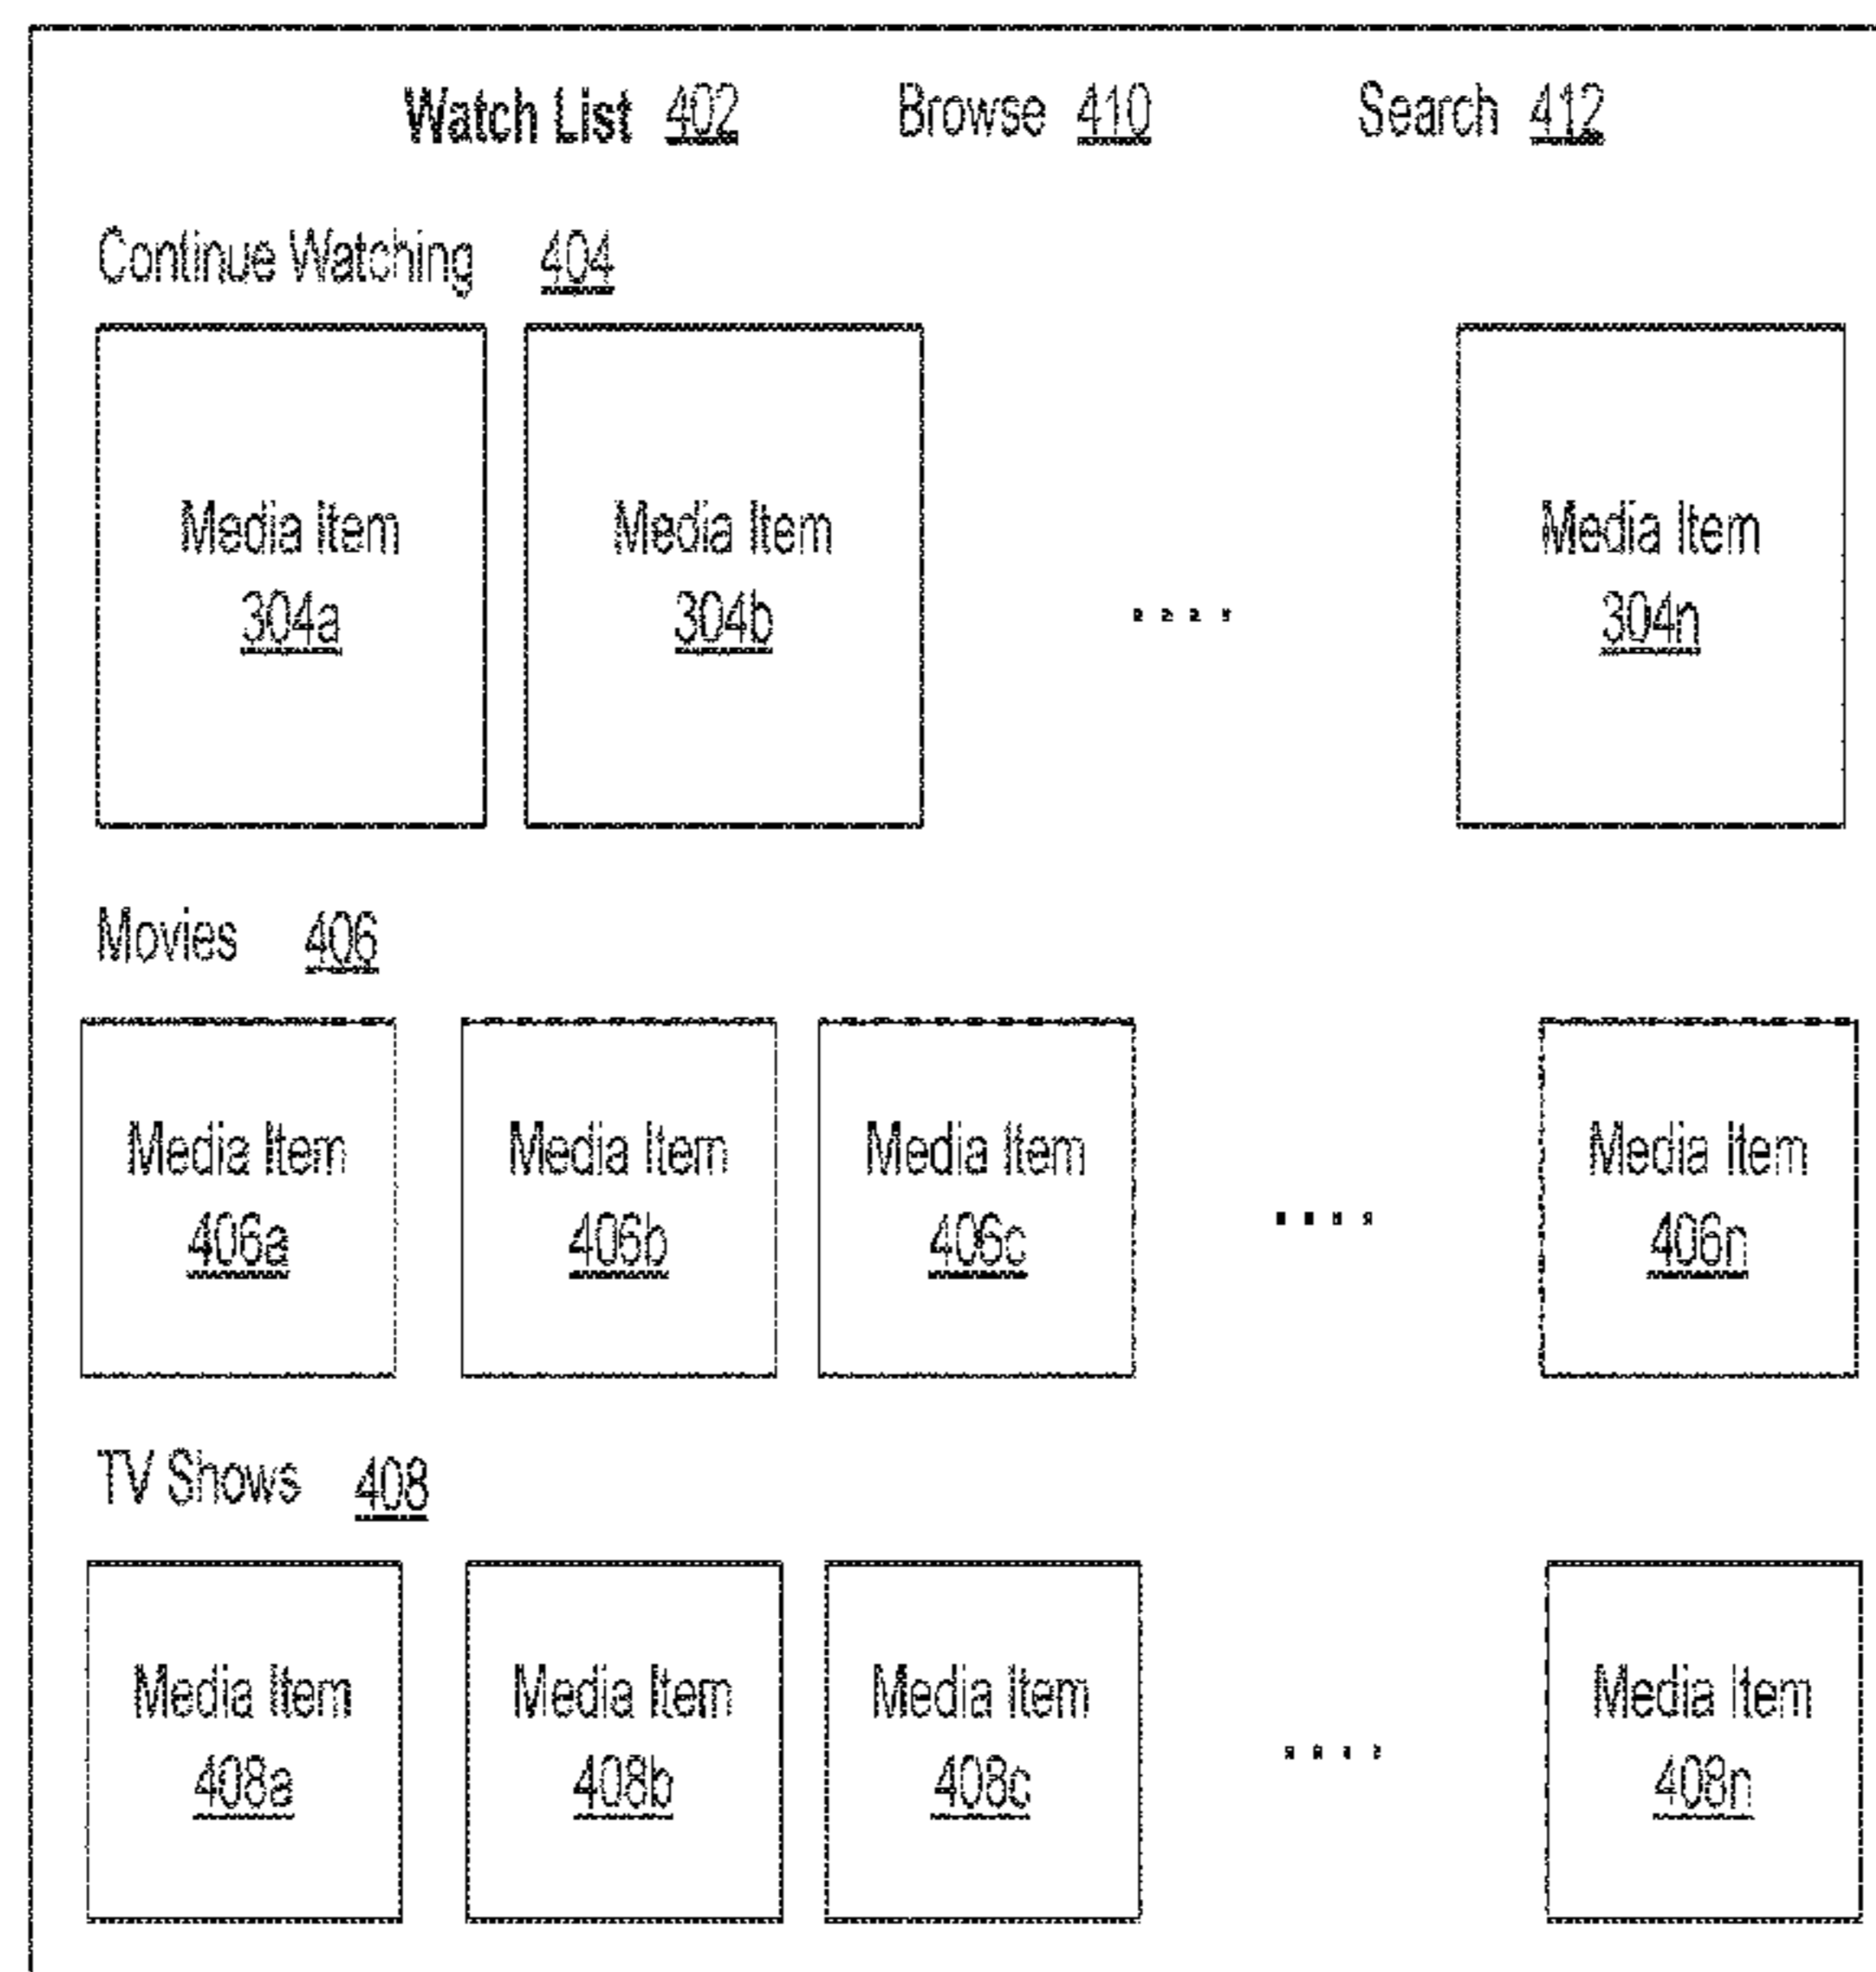 Watch List 402 Browse 410 Search 412
Continue Watching 404
Media Item Media Item Media Item
304a 304b .... 304n
Movies 406
Media Item Media Item Media Item Media Item
406a 406b 406c .... 406n
TV Shows 408
Media Item Media Item Media Item Media Item
408a 408b 408c .... 408n